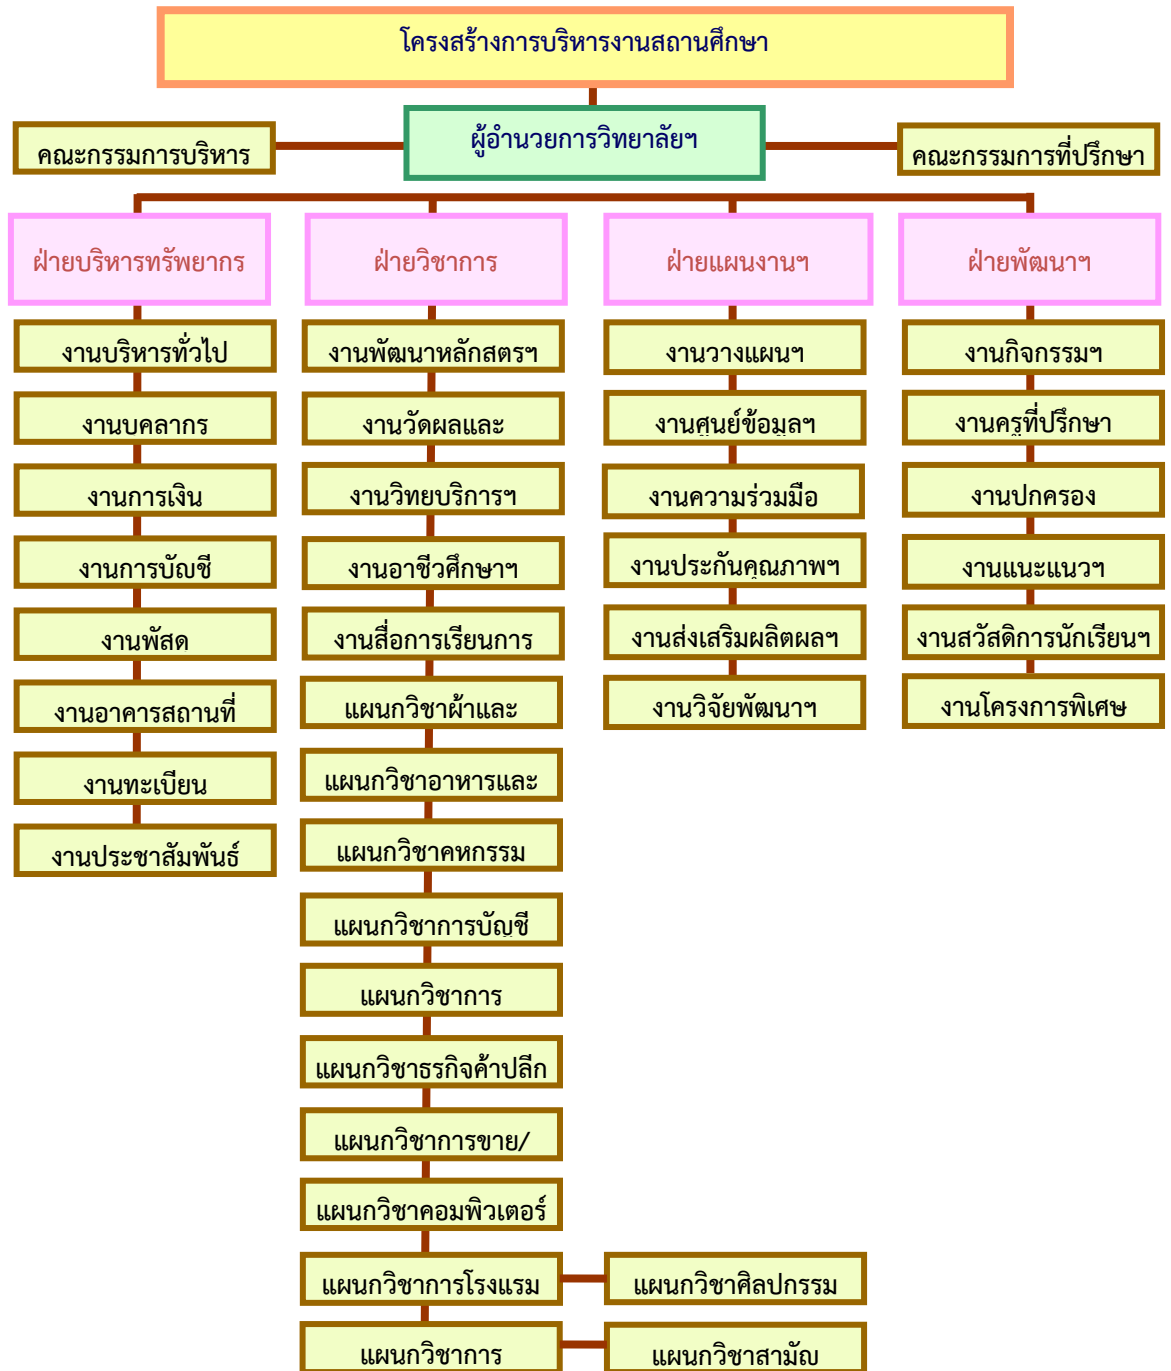 โครงสร้างการบริหารงานสถานศึกษา
ผู้อำนวยการวิทยาลัยฯ
คณะกรรมการบริหาร
คณะกรรมการที่ปรึกษา
ฝ่ายบริหารทรัพยากร
ฝ่ายวิชาการ
ฝ่ายแผนงานฯ
ฝ่ายพัฒนาฯ
งานบริหารทั่วไป
งานพัฒนาหลักสตรฯ
งานวางแผนฯ
งานกิจกรรมฯ
งานบคลากร
งานวัดผลและ
งานศูนย์ข้อมูลฯ
งานครูที่ปรึกษา
งานการเงิน
งานวิทยบริการฯ
งานความร่วมมือ
งานปกครอง
งานการบัญชี
งานอาชีวศึกษาฯ
งานประกันคุณภาพฯ
งานแนะแนวฯ
งานพัสด
งานสื่อการเรียนการ
งานส่งเสริมผลิตผลฯ
งานสวัสดิการนักเรียนฯ
งานอาคารสถานที่
แผนกวิชาผ้าและ
งานวิจัยพัฒนาฯ
งานโครงการพิเศษ
งานทะเบียน
แผนกวิชาอาหารและ
งานประชาสัมพันธ์
แผนกวิชาคหกรรม
แผนกวิชาการบัญชี
แผนกวิชาการ
แผนกวิชาธรกิจค้าปลีก
แผนกวิชาการขาย/
แผนกวิชาคอมพิวเตอร์
แผนกวิชาการโรงแรม
แผนกวิชาศิลปกรรม
แผนกวิชาการ
แผนกวิชาสามัญ